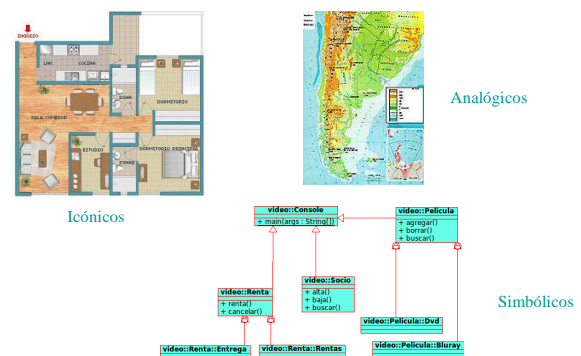 INGRESO
LAV.
COCINA
DORMITORIO
SALA COMEDOR
ESTUDIO
DORMITORIO PRINCIPAL
Analógicos
Icónicos
video::Console
+ main(args : String[])
video::Pelicula
+ agregar()
+ borrar()
+ buscar()
video::Renta
+ renta()
+ cancelar()
video::Socio
+ alta()
+ baja()
+ buscar()
Simbólicos
video::Pelicula::Dvd
video::Pelicula::Bluray
video::Renta::Entrega
video::Renta::Rentas